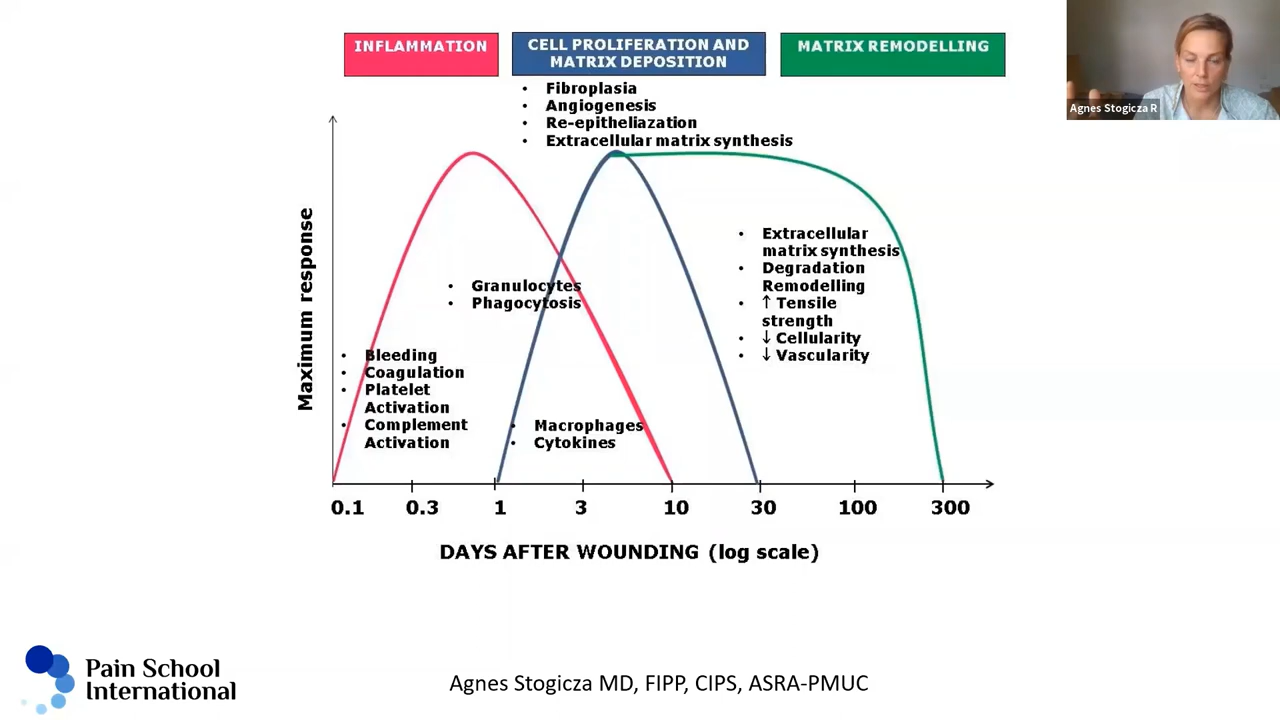 INFLAMMATION
CELL PROLIFERATION AND
MATRIX DEPOSITION
MATRIX REMODELLING
• Fibroplasia
• Angiogenesis
• Re-epitheliazation
• Extracellular matrix synthesis
Agnes Stogicza R
Maximum response
• Granulocytes
• Phagocytosis
• Bleeding
• Coagulation
• Platelet
Activation
• Complement
Activation
• Macrophages
• Cytokines
• Extracellular
matrix synthesis
• Degradation
Remodelling
• ↑ Tensile
strength
• ↓ Cellularity
• ↓ Vascularity
0.1 0.3 1 3 10 30 100 300
DAYS AFTER WOUNDING (log scale)
Pain School
International
Agnes Stogicza MD, FIPP, CIPS, ASRA-PMUC